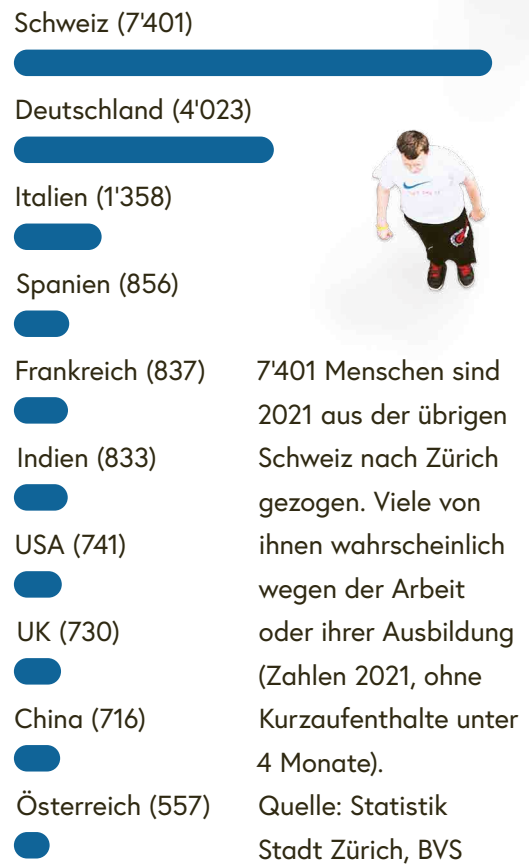 Schweiz (7'401)
Deutschland (4'023)
Italien (1'358)
Spanien (856)
Frankreich (837)
Indien (833)
USA (741)
UK (730)
China (716)
Österreich (557)
7'401 Menschen sind
2021 aus der übrigen
Schweiz nach Zürich
gezogen. Viele von
ihnen wahrscheinlich
wegen der Arbeit
oder ihrer Ausbildung
(Zahlen 2021, ohne
Kurzaufenthalte unter
4 Monate).
Quelle: Statistik
Stadt Zürich, BVS